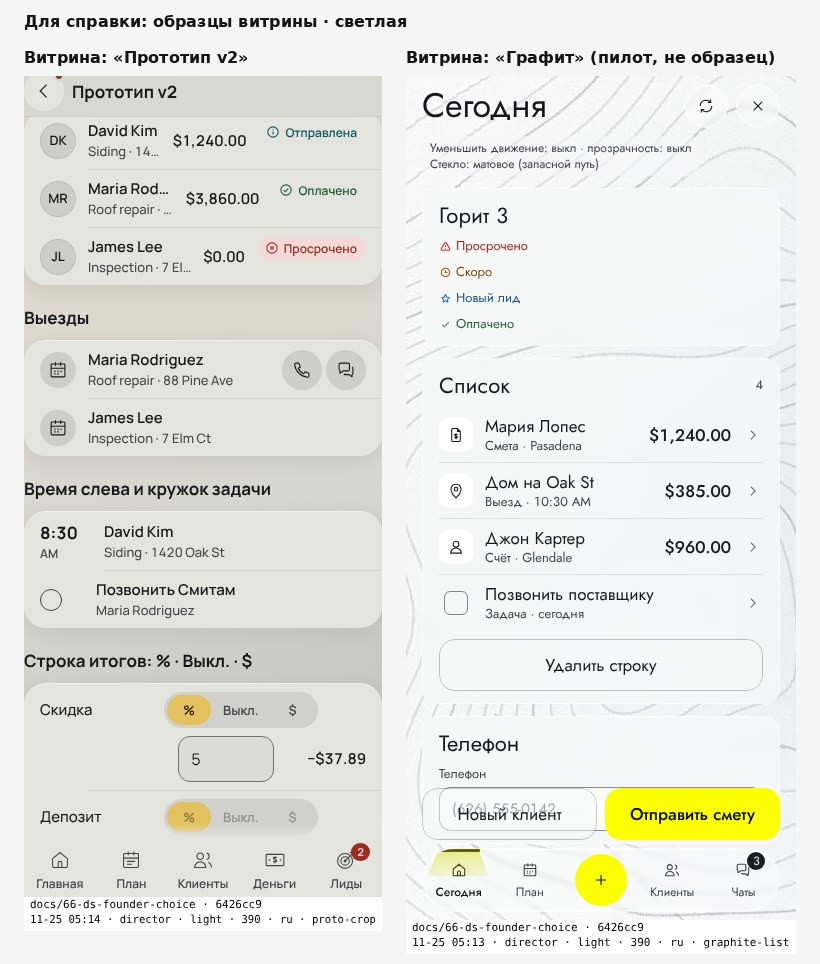 Для справки: образцы витрины · светлая
Витрина: «Прототип v2»
Прототип v2
DK
David Kim
Siding · 14…
$1,240.00
Отправлена
MR
Maria Rod…
Roof repair · …
$3,860.00
Оплачено
JL
James Lee
Inspection · 7 El…
$0.00
Просрочено
Выезды
Maria Rodriguez
Roof repair · 88 Pine Ave
James Lee
Inspection · 7 Elm Ct
Время слева и кружок задачи
8:30
AM
David Kim
Siding · 1420 Oak St
Позвонить Смитам
Maria Rodriguez
Строка итогов: % · Выкл. · $
Скидка
% Выкл. $
5
−$37.89
Депозит
% Выкл. $
Главная
План
Клиенты
Деньги
2
Лиды
docs/66-ds-founder-choice · 6426cc9
11-25 05:14 · director · light · 390 · ru · proto-crop
Витрина: «Графит» (пилот, не образец)
Сегодня
Уменьшить движение: выкл · прозрачность: выкл
Стекло: матовое (запасной путь)
Горит 3
Просрочено
Скоро
Новый лид
Оплачено
Список
4
Мария Лопес
Смета · Pasadena
$1,240.00
Дом на Oak St
Выезд · 10:30 AM
$385.00
Джон Картер
Счёт · Glendale
$960.00
Позвонить поставщику
Задача · сегодня
Удалить строку
Телефон
Телефон
(626) 555-0142
Новый клиент
Отправить смету
Сегодня
План
+
Клиенты
3
Чаты
docs/66-ds-founder-choice · 6426cc9
11-25 05:13 · director · light · 390 · ru · graphite-list